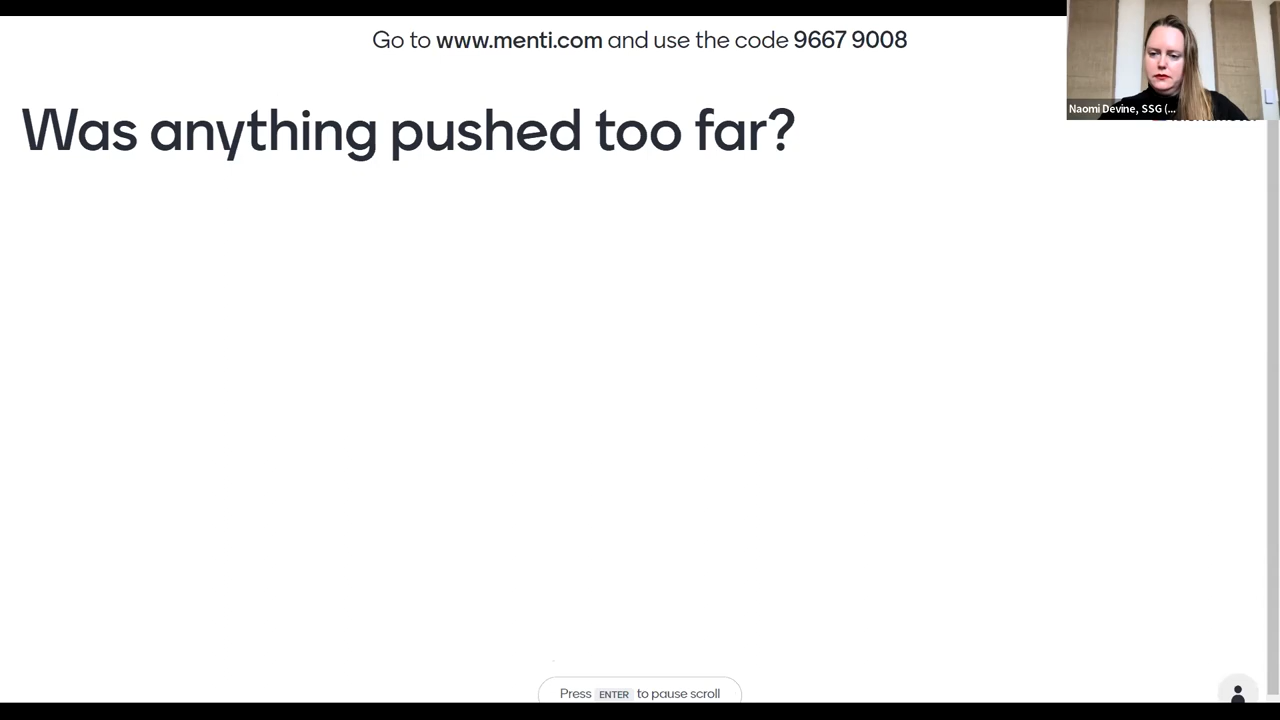 Go to www.menti.com and use the code 9667 9008
Naomi Devine, SSG (...
Was anything pushed too far?
Press ENTER to pause scroll